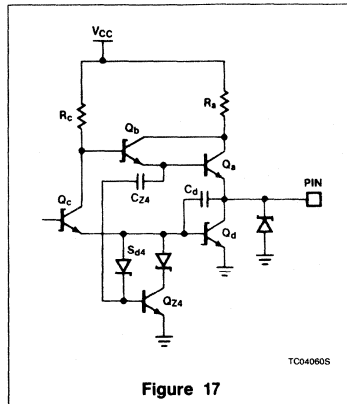 VCC
Rc
Ra
Qb
Qa
CZ4
Qc
Cd
PIN
Sd4
Qd
QZ4
TC04060S
Figure 17